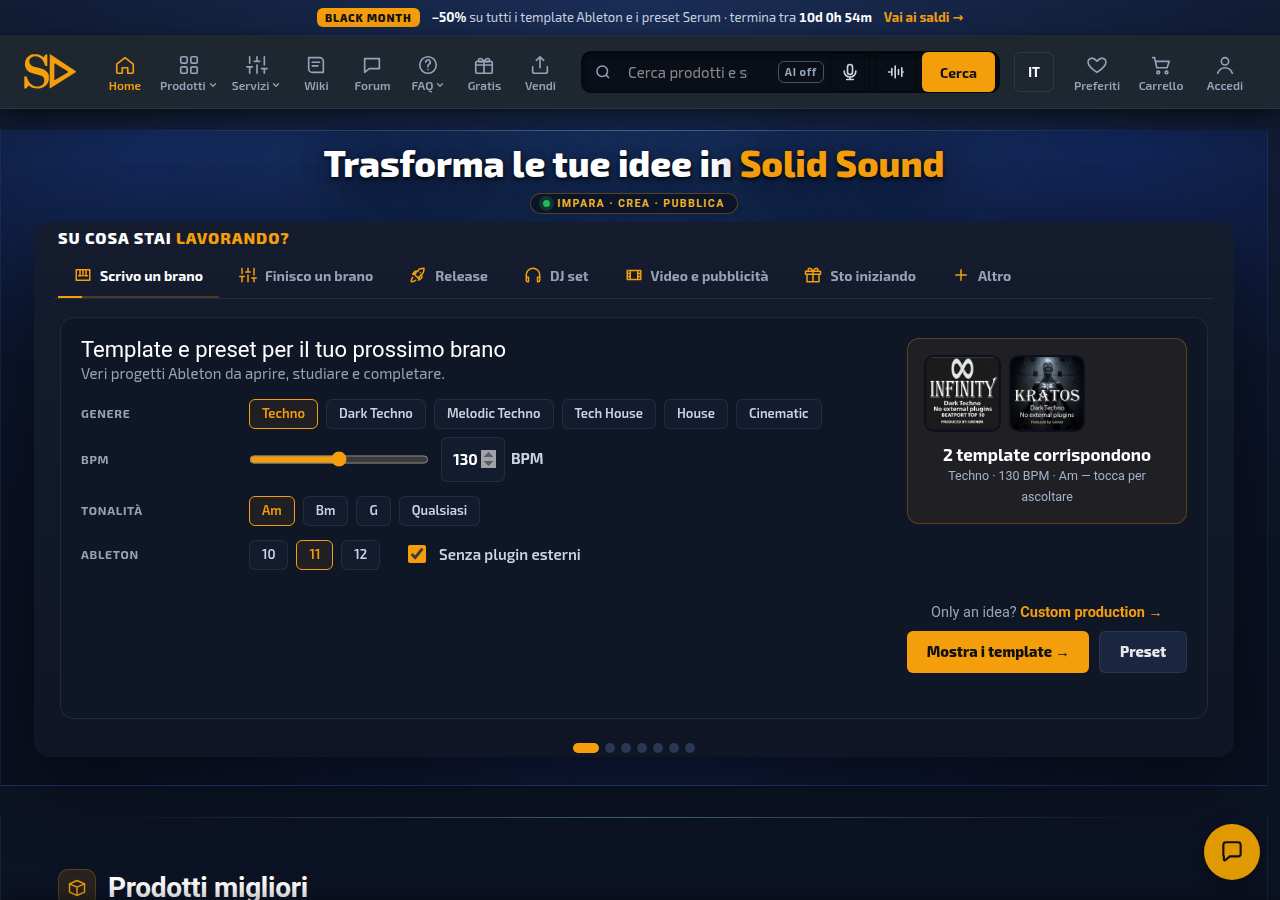 BLACK MONTH –50% su tutti i template Ableton e i preset Serum · termina tra 10d 0h 54m Vai ai saldi →
Home Prodotti Servizi Wiki Forum FAQ Gratis Vendi
Cerca prodotti e s AI off Cerca IT
Preferiti Carrello Accedi
Trasforma le tue idee in Solid Sound
IMPARA · CREA · PUBBLICA
SU COSA STAI LAVORANDO?
Scrivo un brano Finisco un brano Release DJ set Video e pubblicità Sto iniziando Altro
Template e preset per il tuo prossimo brano
Veri progetti Ableton da aprire, studiare e completare.
GENERE Techno Dark Techno Melodic Techno Tech House House Cinematic
BPM 130 BPM
TONALITÀ Am Bm G Qualsiasi
ABLETON 10 11 12 Senza plugin esterni
INFINITY
Dark Techno
No external plugins
BEATPORT TOP 10
KRATOS
Dark Techno
No external plugins
2 template corrispondono
Techno · 130 BPM · Am — tocca per
ascoltare
Only an idea? Custom production →
Mostra i template → Preset
Prodotti migliori